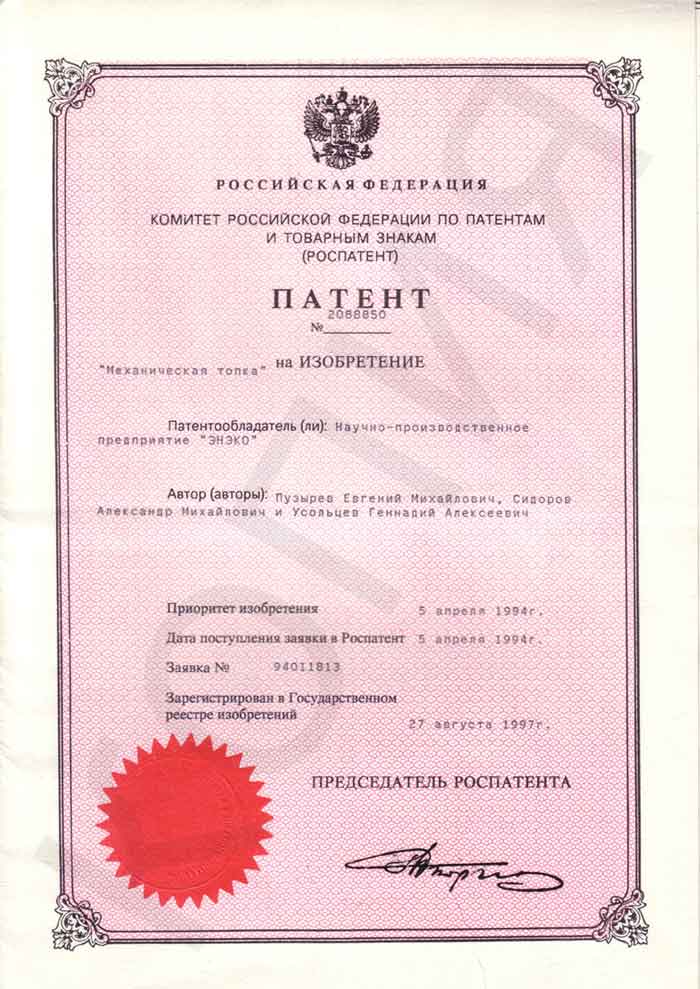 РОССИЙСКАЯ ФЕДЕРАЦИЯ
КОМИТЕТ РОССИЙСКОЙ ФЕДЕРАЦИИ ПО ПАТЕНТАМ
И ТОВАРНЫМ ЗНАКАМ
(РОСПАТЕНТ)
ПАТЕНТ
№ 2088850
на ИЗОБРЕТЕНИЕ
"Механическая топка"
Патентообладатель (ли): Научно-производственное
предприятие "ЭНЭКО"
Автор (авторы): Пузырев Евгений Михайлович, Сидоров
Александр Михайлович и Усольцев Геннадий Алексеевич
Приоритет изобретения 5 апреля 1994г.
Дата поступления заявки в Роспатент 5 апреля 1994г.
Заявка № 94011813
Зарегистрирован в Государственном
реестре изобретений 27 августа 1997г.
ПРЕДСЕДАТЕЛЬ РОСПАТЕНТА
КОПИЯ